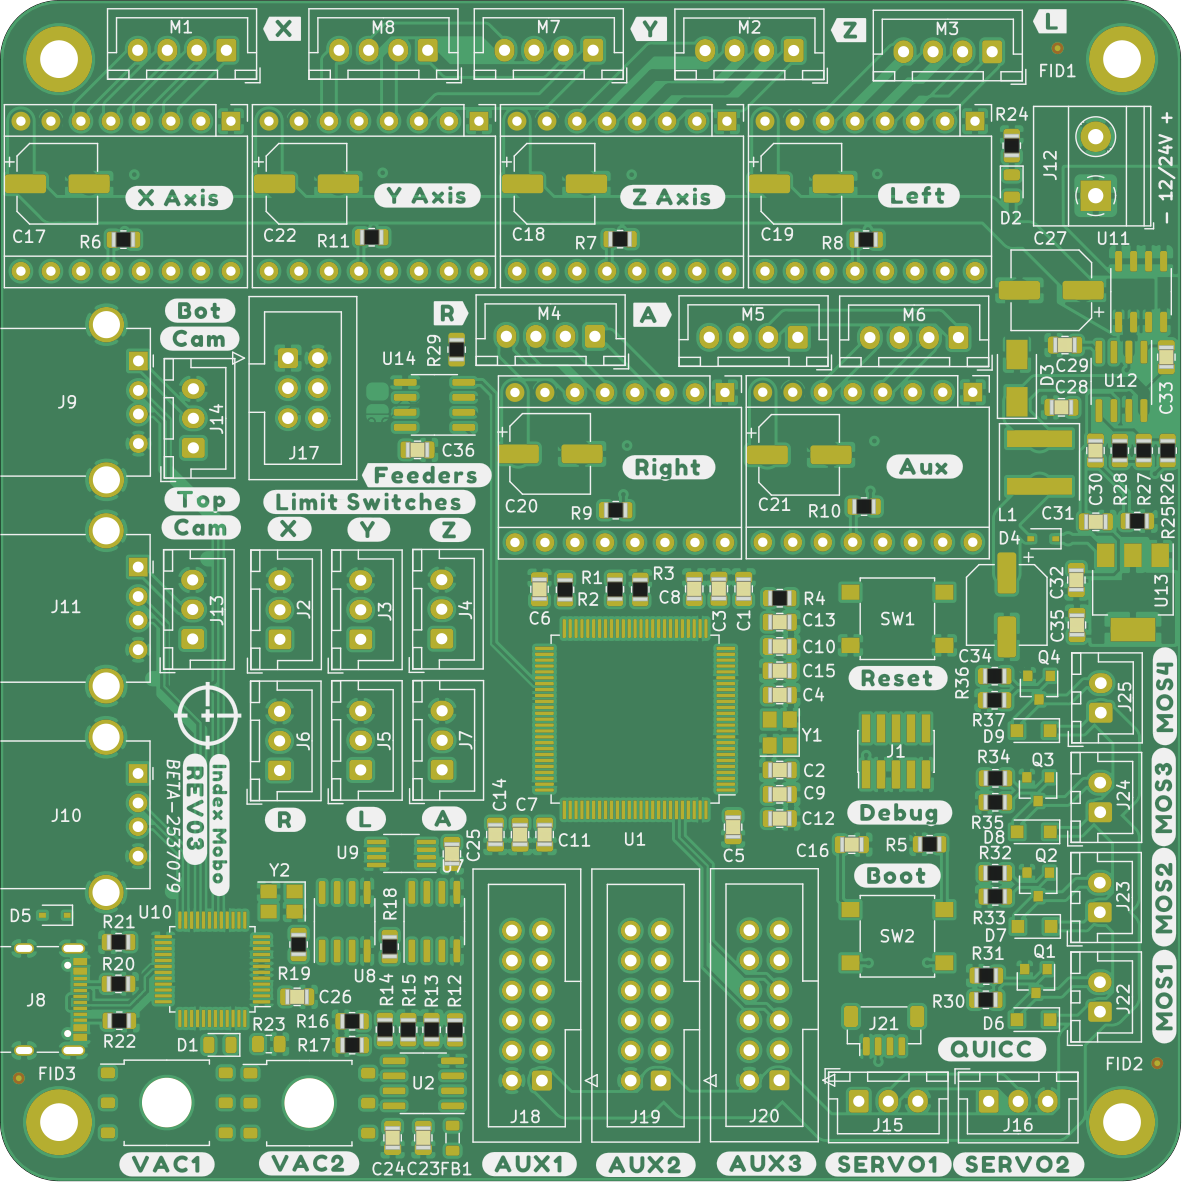 M1
X
M8
M7
Y
M2
Z
M3
L
FID1
R24
J12
- 12/24V +
D2
+
X Axis
C17
R6
+
Y Axis
C22
R11
+
Z Axis
C18
R7
+
Left
C19
R8
C27
U11
+
Bot
Cam
R
M4
A
M5
M6
U14
R29
J9
J14
J17
C36
Feeders
C29
C28
D3
U12
C33
+
Right
C20
R9
+
Aux
C21
R10
Top
Cam
Limit Switches
X
Y
Z
L1
C30
R28
R27
R26
R25
C31
D4
+
J11
J13
J2
J3
J4
C6
R1
R2
R3
C8
C3
C1
R4
C13
C10
C15
C4
Y1
C2
C9
C12
SW1
Reset
C32
C35
U13
C34
Q4
R36
R37
D9
J25
MOS4
J6
J5
J7
J1
Debug
R34
Q3
R35
D8
J24
MOS3
J10
BETA-2537079
REV03
Index Mobo
R
L
A
C14
C7
C11
U1
C5
C16
R5
Boot
R32
Q2
R33
D7
J23
MOS2
U9
C25
Y2
D5
R21
U10
R18
R20
R19
U8
SW2
R31
Q1
R30
D6
J22
MOS1
J8
R22
C26
R14
R15
R13
R12
R16
R17
R23
D1
J21
QUICC
FID3
FID2
U2
J18
J19
J20
J15
J16
C24
C23
FB1
VAC1
VAC2
AUX1
AUX2
AUX3
SERVO1
SERVO2